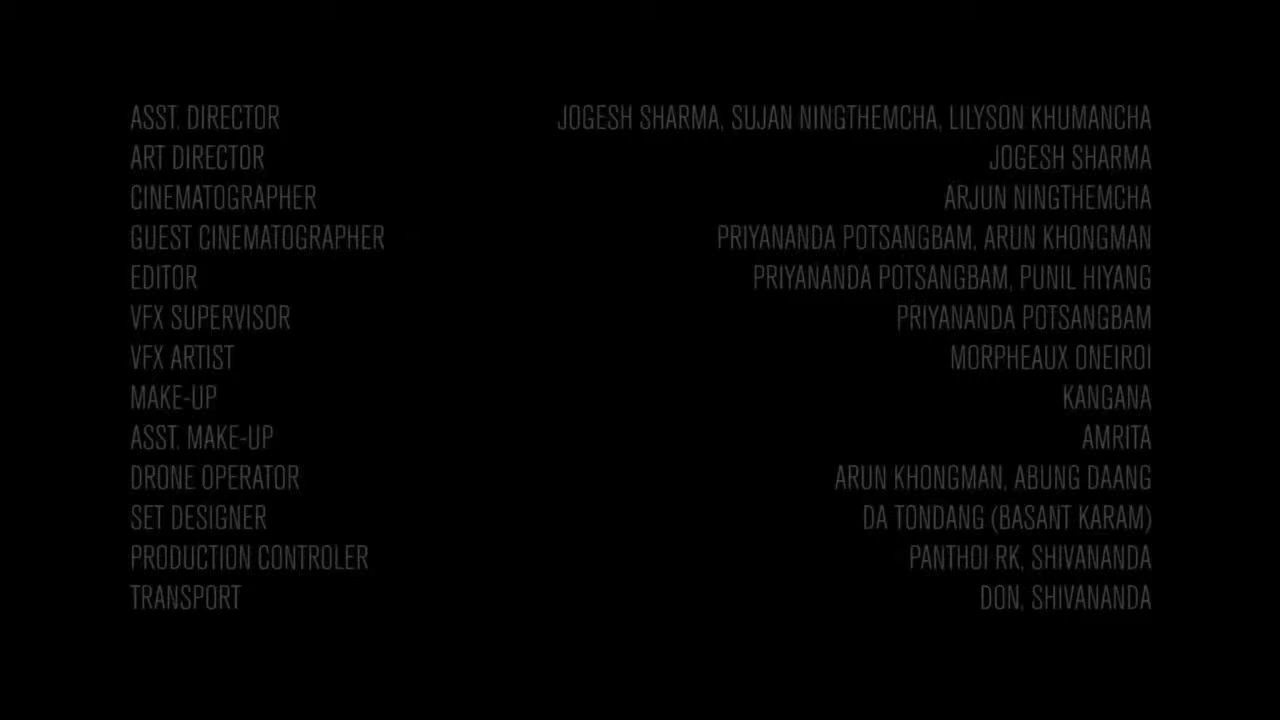 ASST. DIRECTOR JOGESH SHARMA, SUJAN NINGTHEMCHA, LILYSON KHUMANCHA
ART DIRECTOR JOGESH SHARMA
CINEMATOGRAPHER ARJUN NINGTHEMCHA
GUEST CINEMATOGRAPHER PRIYANANDA POTSANGBAM, ARUN KHONGMAN
EDITOR PRIYANANDA POTSANGBAM, PUNIL HIYANG
VFX SUPERVISOR PRIYANANDA POTSANGBAM
VFX ARTIST MORPHEAUX ONEIROI
MAKE-UP KANGANA
ASST. MAKE-UP AMRITA
DRONE OPERATOR ARUN KHONGMAN, ABUNG DAANG
SET DESIGNER DA TONDANG (BASANT KARAM)
PRODUCTION CONTROLER PANTHOI RK, SHIVANANDA
TRANSPORT DON, SHIVANANDA